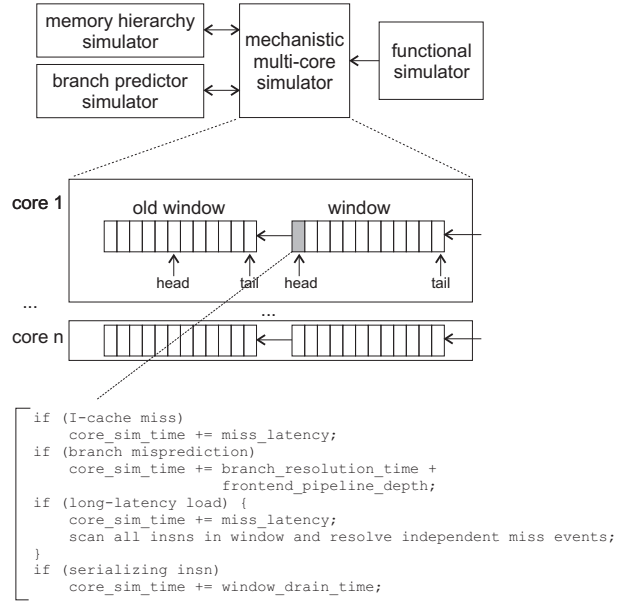 memory hierarchy
simulator
branch predictor
simulator
mechanistic
multi-core
simulator
functional
simulator
core 1
old window
window
head
tail
head
tail
...
...
core n
if (I-cache miss)
core_sim_time += miss_latency;
if (branch misprediction)
core_sim_time += branch_resolution_time +
frontend_pipeline_depth;
if (long-latency load) {
core_sim_time += miss_latency;
scan all insns in window and resolve independent miss events;
}
if (serializing insn)
core_sim_time += window_drain_time;